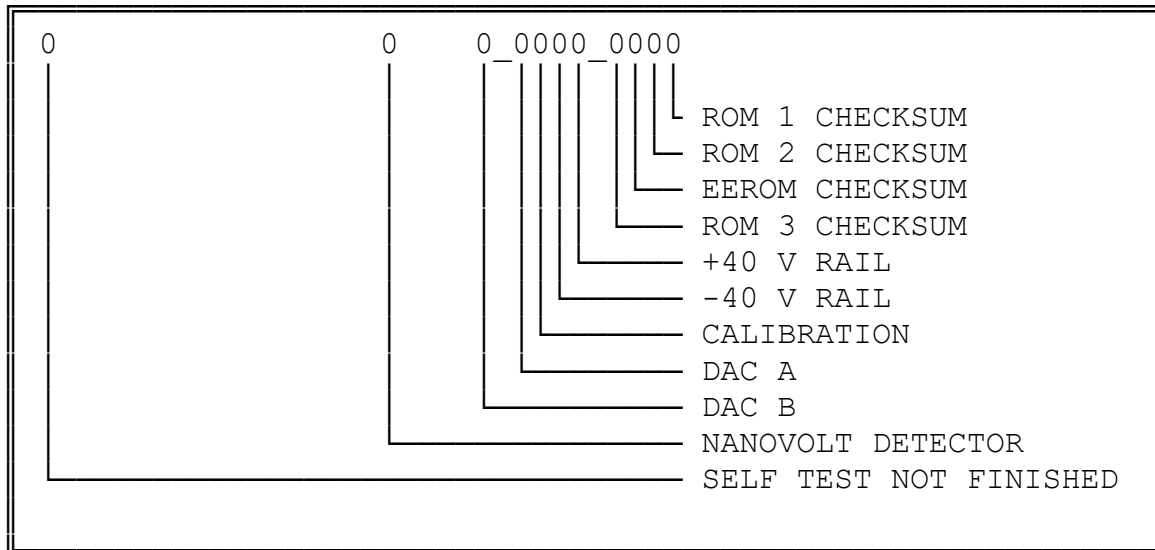 0 0 0_0000_0000
ROM 1 CHECKSUM
ROM 2 CHECKSUM
EEROM CHECKSUM
ROM 3 CHECKSUM
+40 V RAIL
-40 V RAIL
CALIBRATION
DAC A
DAC B
NANOVOLT DETECTOR
SELF TEST NOT FINISHED